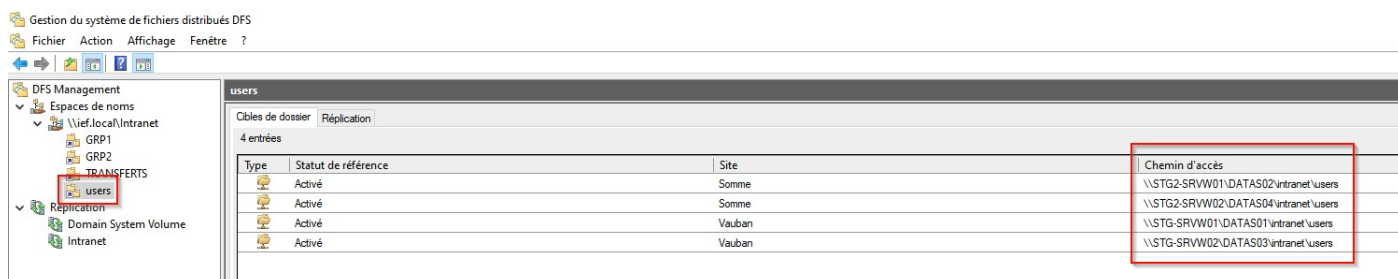 Gestion du système de fichiers distribués DFS
Fichier Action Affichage Fenêtre ?
DFS Management
Espaces de noms
\\ief.local\Intranet
GRP1
GRP2
TRANSFERTS
users
Réplication
Domain System Volume
Intranet
users
Cibles de dossier Réplication
4 entrées
Type Statut de référence Site Chemin d'accès
Activé Somme \\STG2-SRVW01\DATAS02\intranet\users
Activé Somme \\STG2-SRVW02\DATAS04\intranet\users
Activé Vauban \\STG-SRVW01\DATAS01\intranet\users
Activé Vauban \\STG-SRVW02\DATAS03\intranet\users